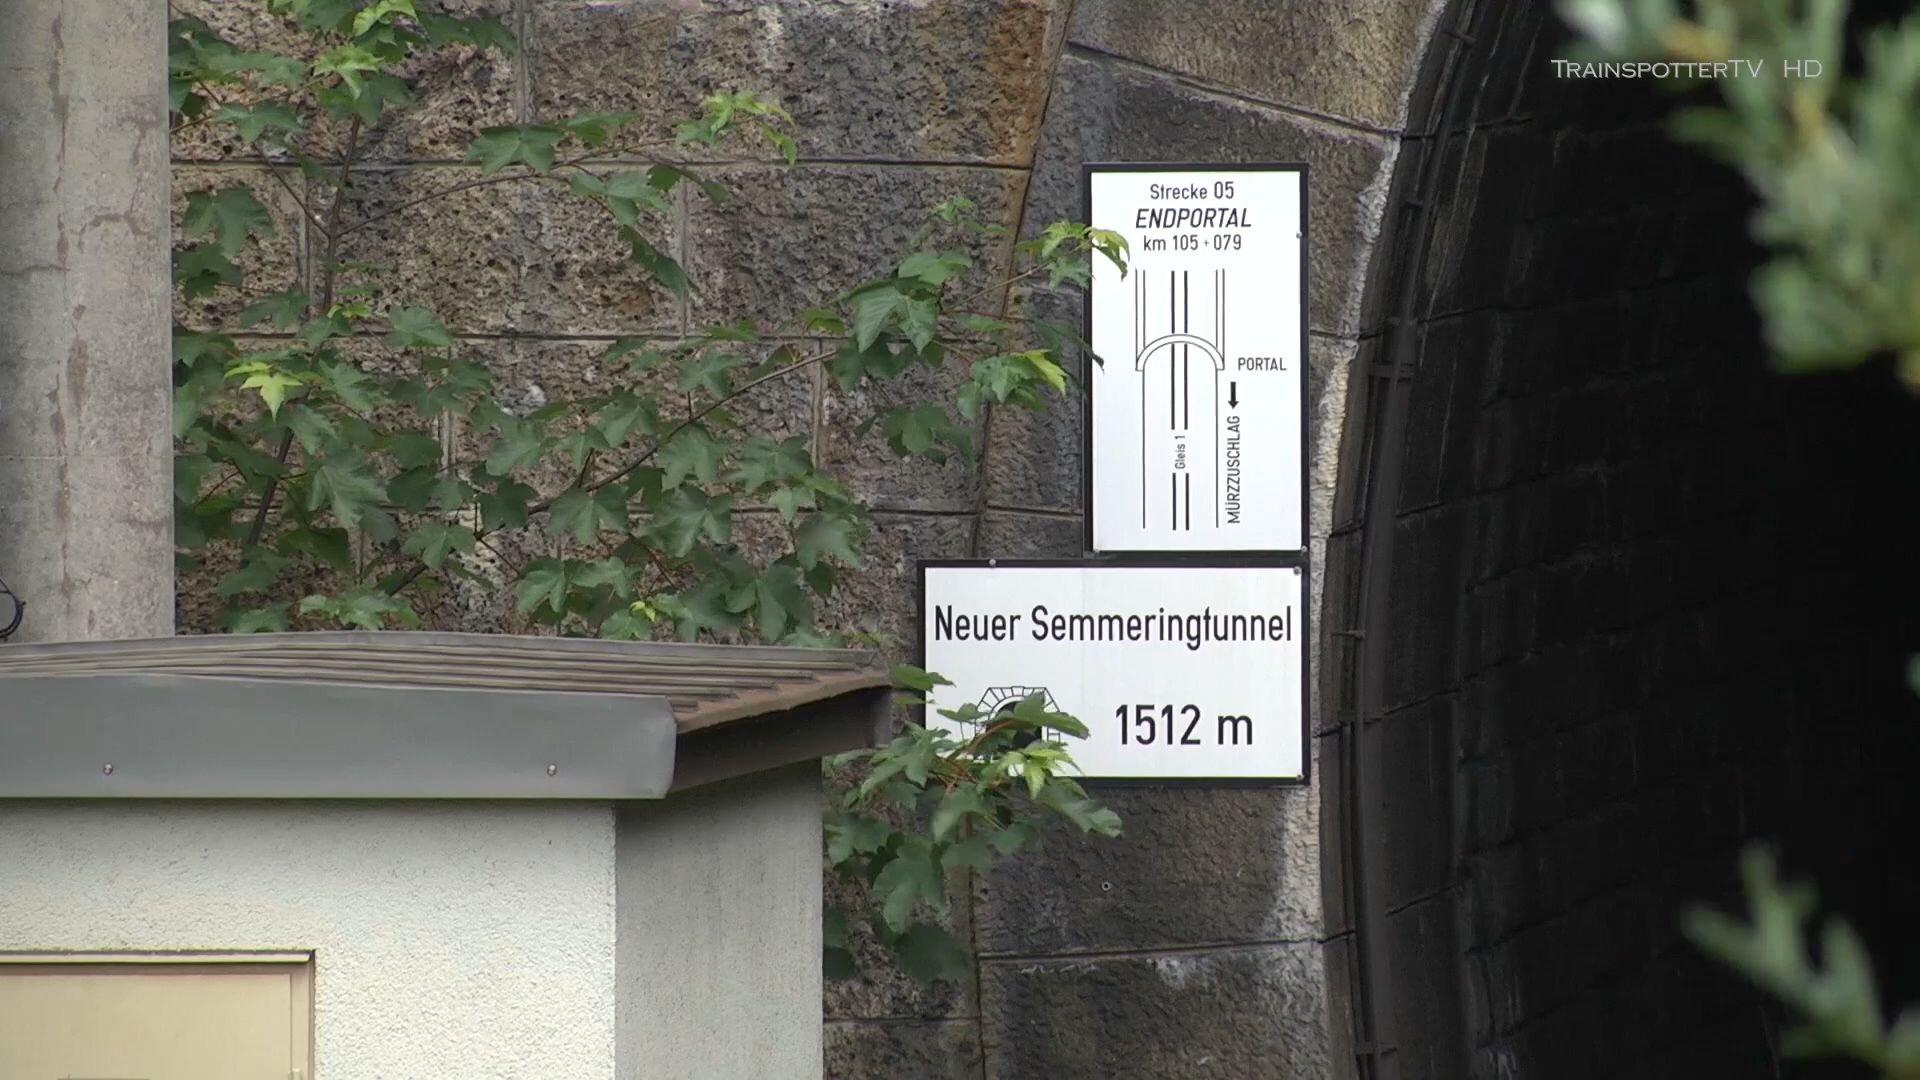 TRAINSPOTTERTV HD
Strecke 05
ENDPORTAL
km 105+079
PORTAL
Gleis 1
MÜRZZUSCHLAG
Neuer Semmeringtunnel
1512 m